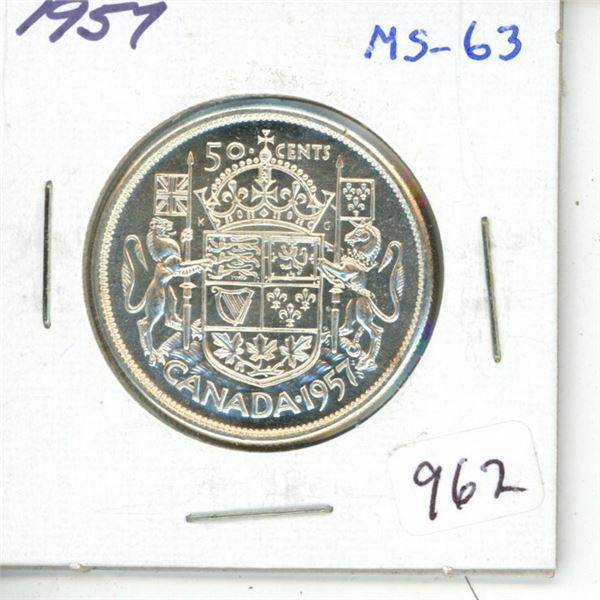 1957
MS-63
50 · CENTS
K G
CANADA·1957
962